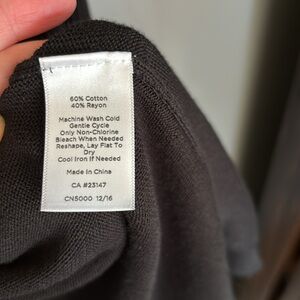 60% Cotton
40% Rayon
Machine Wash Cold
Gentle Cycle
Only Non-Chlorine
Bleach When Needed
Reshape, Lay Flat To
Dry
Cool Iron If Needed
Made in China
CA #23147
CN5000 12/16